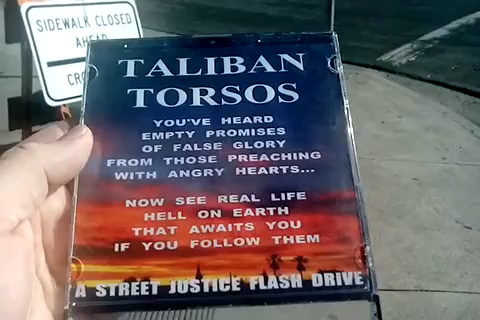 SIDEWALK CLOSED
AHEAD
CRO
TALIBAN
TORSOS
YOU'VE HEARD
EMPTY PROMISES
OF FALSE GLORY
FROM THOSE PREACHING
WITH ANGRY HEARTS...
NOW SEE REAL LIFE
HELL ON EARTH
THAT AWAITS YOU
IF YOU FOLLOW THEM
A STREET JUSTICE FLASH DRIVE